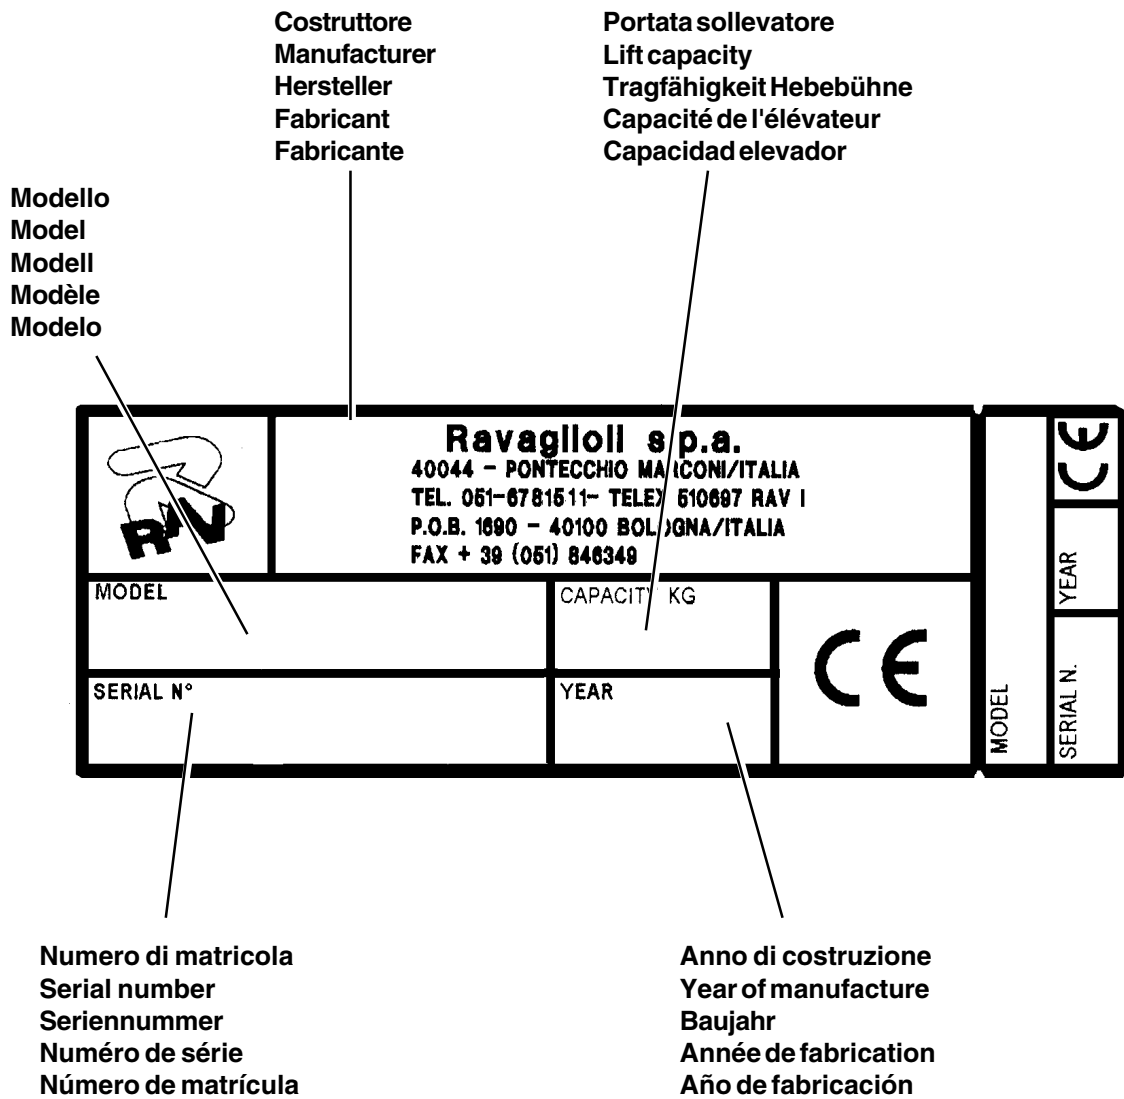 Costruttore
Manufacturer
Hersteller
Fabricant
Fabricante
Portata sollevatore
Lift capacity
Tragfähigkeit Hebebühne
Capacité de l'élévateur
Capacidad elevador
Modello
Model
Modell
Modèle
Modelo
RAV
Ravaglioli s.p.a.
40044 - PONTECCHIO MARCONI/ITALIA
TEL. 051-6781511- TELEX 510697 RAV I
P.O.B. 1690 - 40100 BOLOGNA/ITALIA
FAX + 39 (051) 846349
MODEL
CAPACITY KG
SERIAL N°
YEAR
CE
MODEL
CE
YEAR
SERIAL N.
Numero di matricola
Serial number
Seriennummer
Numéro de série
Número de matrícula
Anno di costruzione
Year of manufacture
Baujahr
Année de fabrication
Año de fabricación